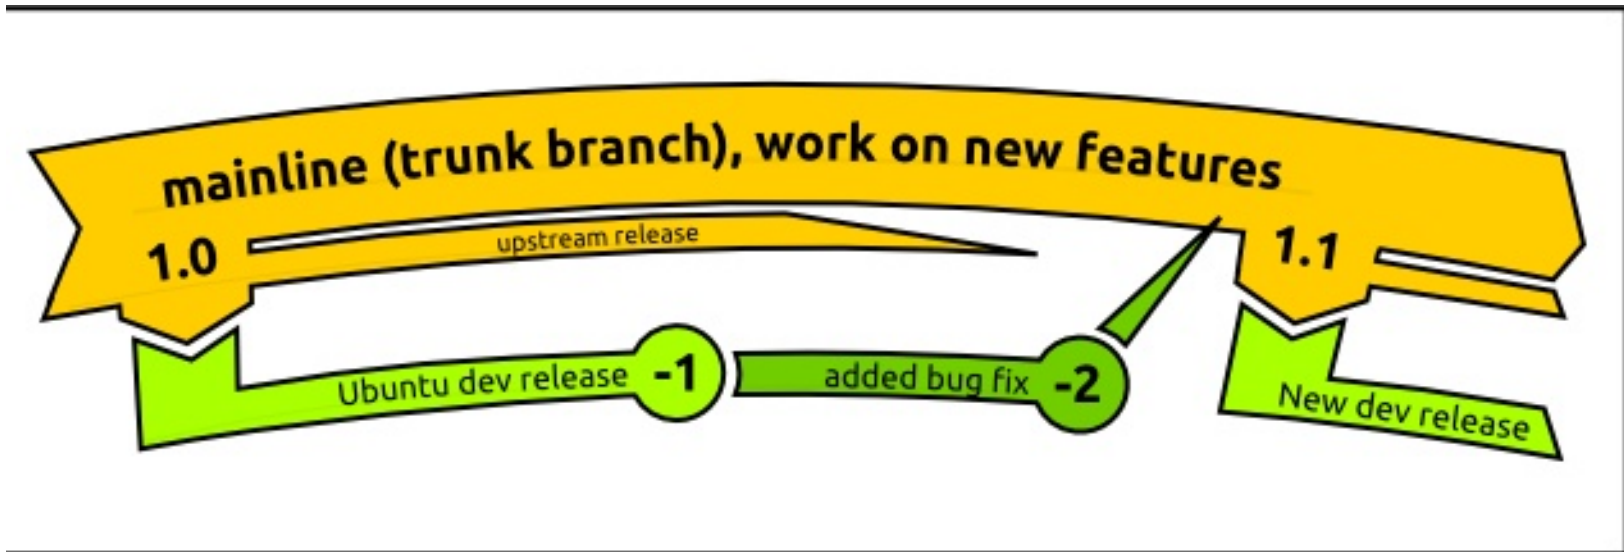 mainline (trunk branch), work on new features
1.0
upstream release
1.1
Ubuntu dev release -1
added bug fix -2
New dev release